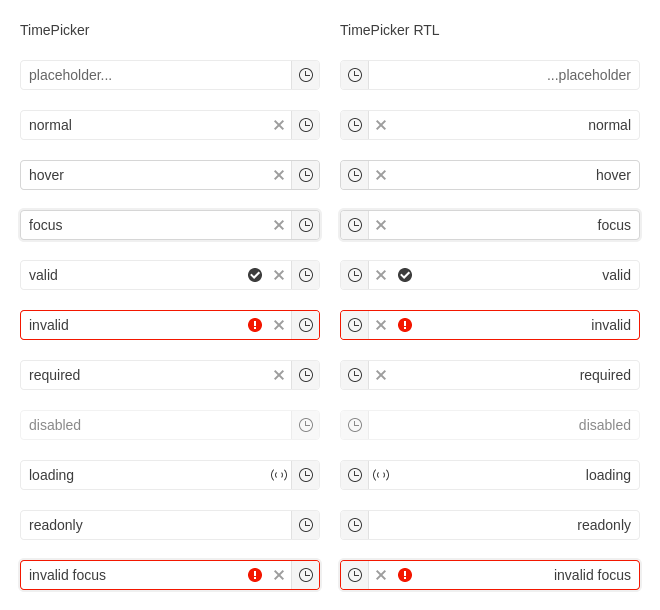 TimePicker
placeholder...
normal
hover
focus
valid
invalid
required
disabled
loading
readonly
invalid focus
TimePicker RTL
...placeholder
normal
hover
focus
valid
invalid
required
disabled
loading
readonly
invalid focus